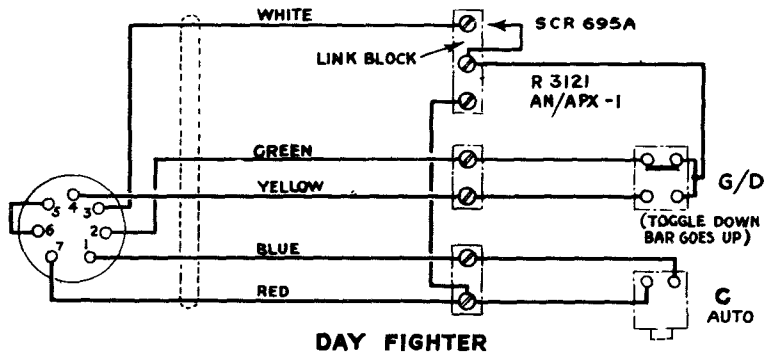 WHITE
SCR 695A
LINK BLOCK
R 3121
AN/APX-1
GREEN
G/D
YELLOW
(TOGGLE DOWN
BAR GOES UP)
5
4
3
6
2
7
1
BLUE
RED
C
AUTO
DAY FIGHTER